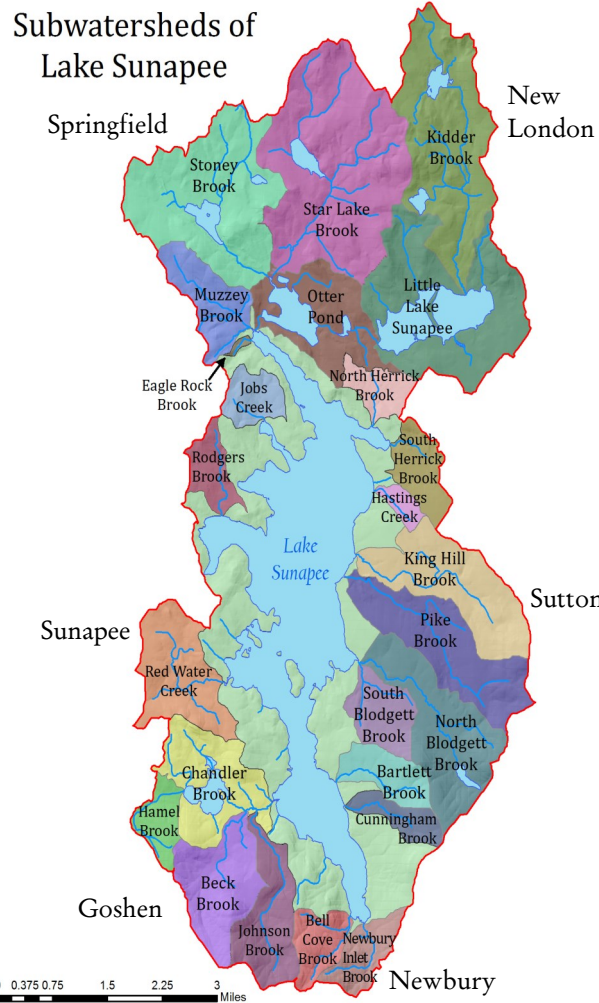 Subwatersheds of
Lake Sunapee
New
London
Springfield
Kidder
Brook
Stoney
Brook
Star Lake
Brook
Muzzey
Brook
Otter
Pond
Little
Lake
Sunapee
Eagle Rock
Brook
Jobs
Creek
North Herrick
Brook
Rodgers
Brook
South
Herrick
Brook
Hastings
Creek
Lake
Sunapee
King Hill
Brook
Sutton
Pike
Brook
Sunapee
Red Water
Creek
South
Blodgett
Brook
North
Blodgett
Brook
Chandler
Brook
Bartlett
Brook
Hamel
Brook
Cunningham
Brook
Beck
Brook
Goshen
Johnson
Brook
Bell
Cove
Brook
Newbury
Inlet
Brook
Newbury
0 0.375 0.75 1.5 2.25 3
Miles